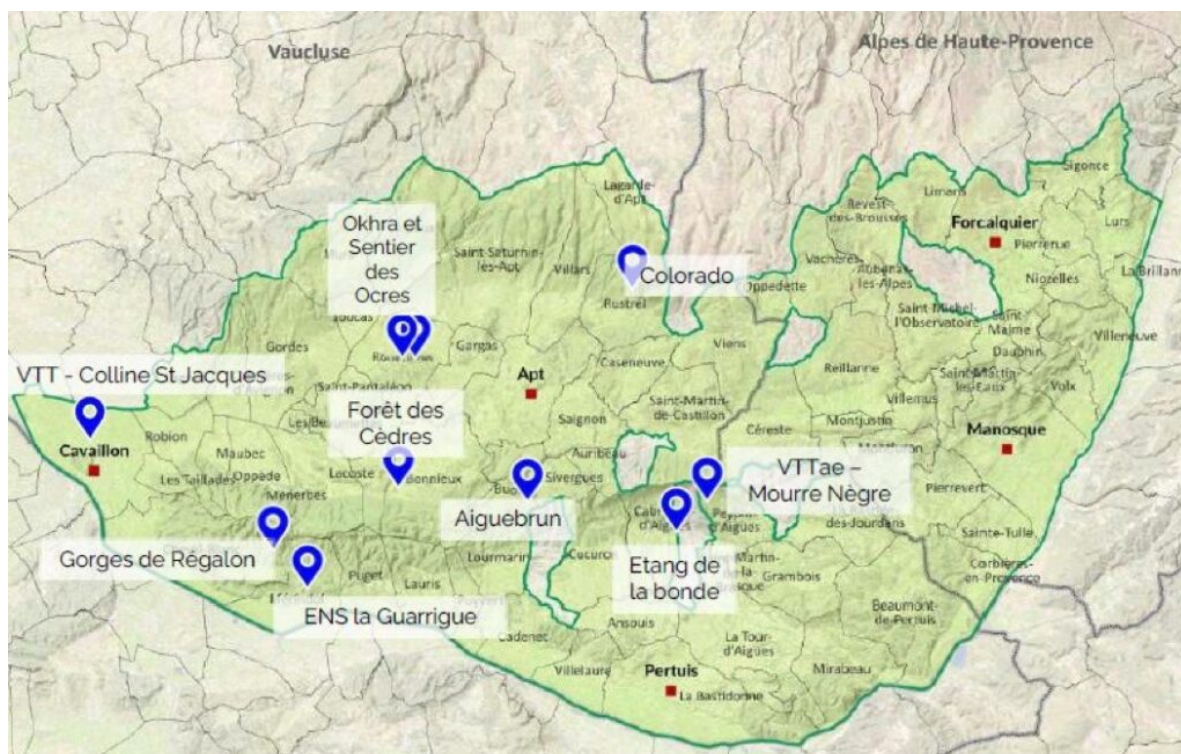 Vaucluse
Alpes de Haute-Provence
Sigonce
Lagarde-
d'Apt
Limans
Revest-
des-Brousses
Forcalquier
Lurs
Pierrerue
Okhra et
Sentier
des
Ocres
Saint-Saturnin-
lès-Apt
Villars
Colorado
Rustrel
Oppedette
Vachères
Aubenas-
les-Alpes
Niozelles
La Brillanne
Saint-Michel-
l'Observatoire
Saint-
Maime
Villeneuve
Dauphin
Gordes
Gargas
Viens
Caseneuve
Reillanne
Saint-Martin-
les-Eaux
Volx
Villemus
VTT - Colline St Jacques
Saint-Pantaléon
Apt
Saint-Martin-
de-Castillon
Forêt des
Cèdres
Saignon
Céreste
Montjustin
Manosque
Cavaillon
Robion
Maubec
Auribeau
Les Taillades
Oppède
Lacoste
Bonnieux
Sivergues
VTTae –
Mourre Nègre
Pierrevert
Ménerbes
Aiguebrun
des-Jourdans
Sainte-Tulle
Gorges de Régalon
Lourmarin
Etang de
la bonde
Corbières-
en-Provence
Puget
Lauris
Grambois
ENS la Guarrigue
Beaumont-
de-Pertuis
Cadenet
Ansouis
La Tour-
d'Aigues
Villelaure
Pertuis
Mirabeau
La Bastidonne